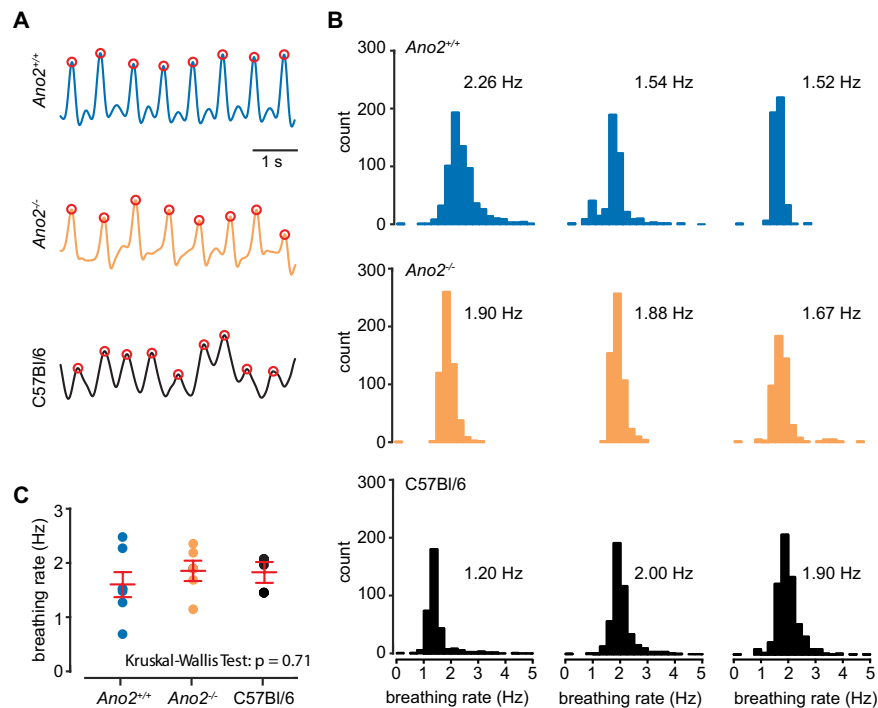 A
Ano2+/+
1 s
Ano2-/-
C57Bl/6
B
300
200
100
0
count
Ano2+/+
2.26 Hz
1.54 Hz
1.52 Hz
300
200
100
0
count
Ano2-/-
1.90 Hz
1.88 Hz
1.67 Hz
300
200
100
0
count
C57Bl/6
1.20 Hz
2.00 Hz
1.90 Hz
0 1 2 3 4 5
0 1 2 3 4 5
0 1 2 3 4 5
breathing rate (Hz)
breathing rate (Hz)
breathing rate (Hz)
C
3
2
1
0
breathing rate (Hz)
Kruskal-Wallis Test: p = 0.71
Ano2+/+ Ano2-/- C57Bl/6